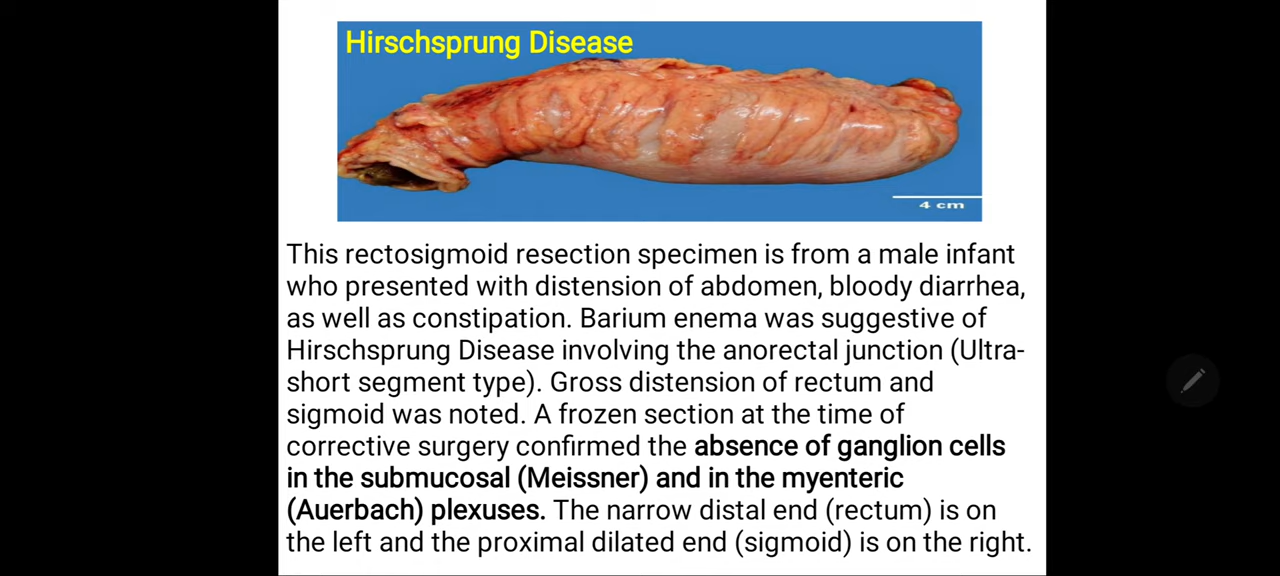 Hirschsprung Disease
4 cm
This rectosigmoid resection specimen is from a male infant
who presented with distension of abdomen, bloody diarrhea,
as well as constipation. Barium enema was suggestive of
Hirschsprung Disease involving the anorectal junction (Ultra-
short segment type). Gross distension of rectum and
sigmoid was noted. A frozen section at the time of
corrective surgery confirmed the absence of ganglion cells
in the submucosal (Meissner) and in the myenteric
(Auerbach) plexuses. The narrow distal end (rectum) is on
the left and the proximal dilated end (sigmoid) is on the right.